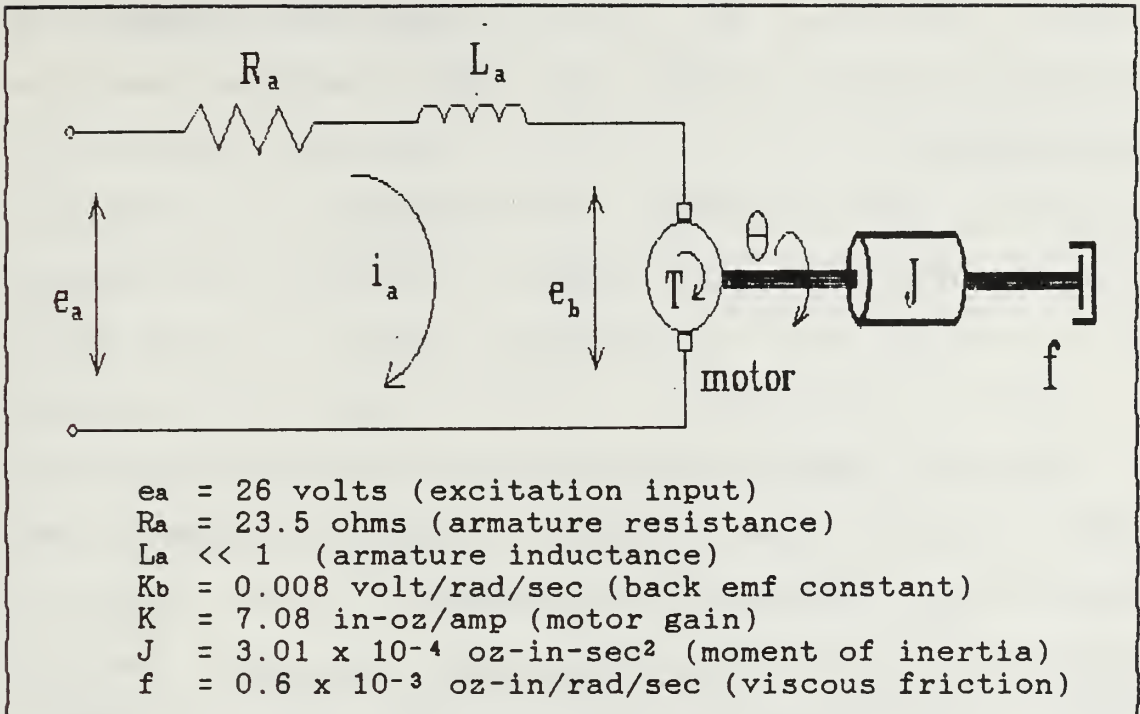 Rₐ
Lₐ
eₐ
iₐ
e_b
T
θ
J
f
motor
ea = 26 volts (excitation input)
Ra = 23.5 ohms (armature resistance)
La << 1 (armature inductance)
Kb = 0.008 volt/rad/sec (back emf constant)
K = 7.08 in-oz/amp (motor gain)
J = 3.01 x 10⁻⁴ oz-in-sec² (moment of inertia)
f = 0.6 x 10⁻³ oz-in/rad/sec (viscous friction)